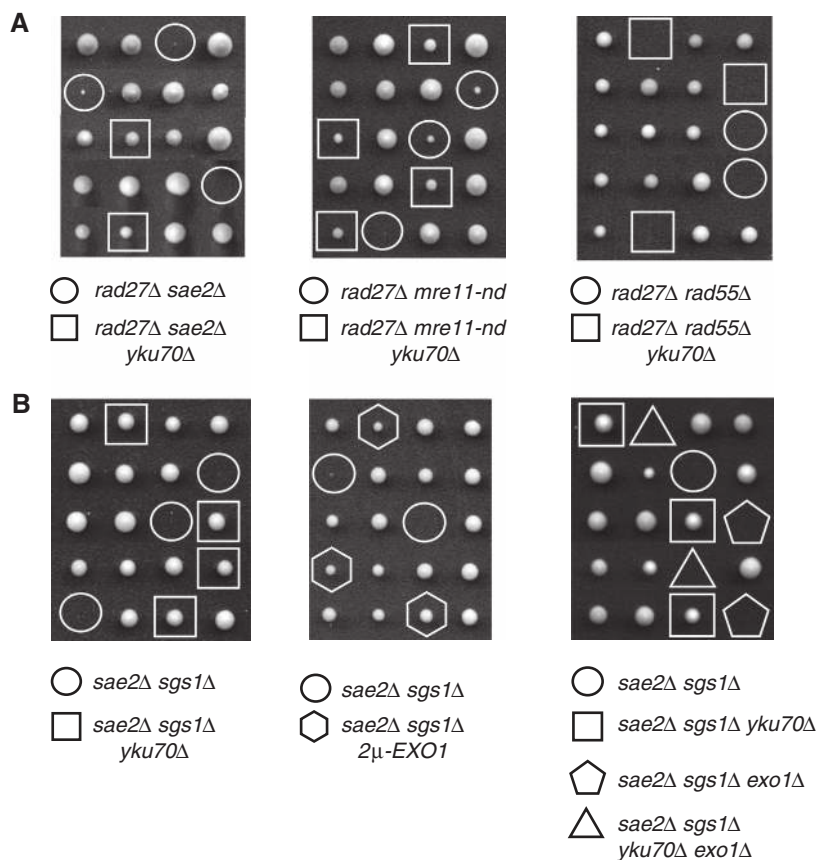 A
rad27Δ sae2Δ
rad27Δ sae2Δ
yku70Δ
rad27Δ mre11-nd
rad27Δ mre11-nd
yku70Δ
rad27Δ rad55Δ
rad27Δ rad55Δ
yku70Δ
B
sae2Δ sgs1Δ
sae2Δ sgs1Δ
yku70Δ
sae2Δ sgs1Δ
sae2Δ sgs1Δ
2μ-EXO1
sae2Δ sgs1Δ
sae2Δ sgs1Δ yku70Δ
sae2Δ sgs1Δ exo1Δ
sae2Δ sgs1Δ
yku70Δ exo1Δ